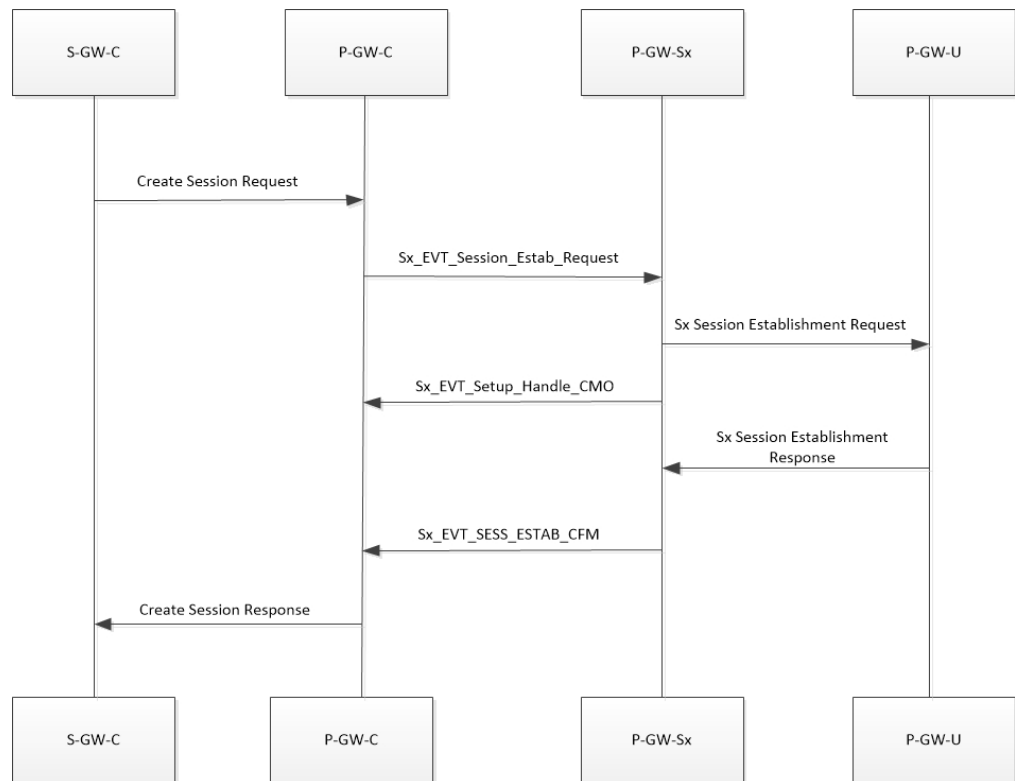 S-GW-C
P-GW-C
P-GW-Sx
P-GW-U
Create Session Request
Sx_EVT_Session_Estab_Request
Sx Session Establishment Request
Sx_EVT_Setup_Handle_CMO
Sx Session Establishment
Response
Sx_EVT_SESS_ESTAB_CFM
Create Session Response
S-GW-C
P-GW-C
P-GW-Sx
P-GW-U